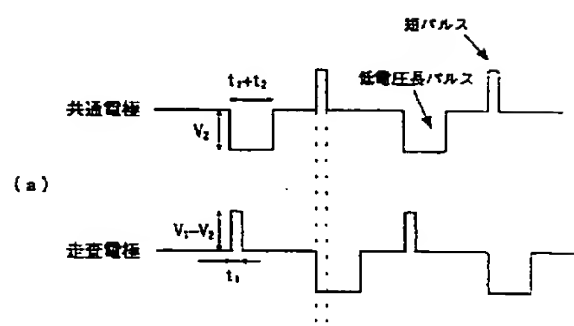 短パルス
t₁+t₂
低電圧長パルス
共通電極
V₂
(a)
V₁−V₂
走査電極
t₁